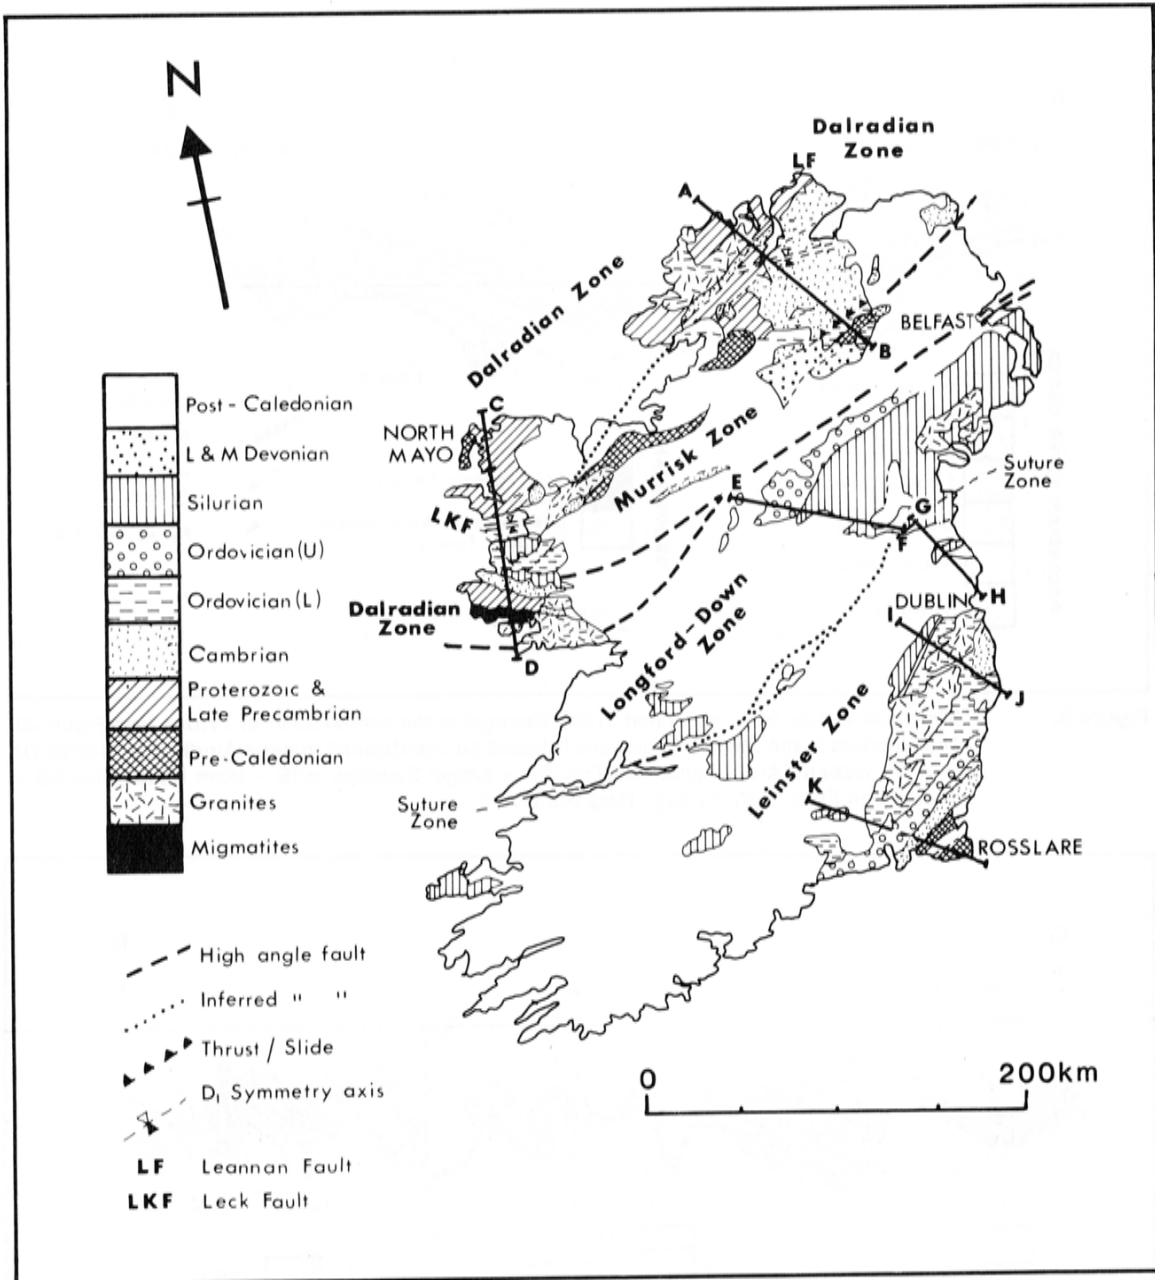 N
Dalradian
Zone
LF
A
Dalradian Zone
BELFAST
B
C
NORTH
MAYO
Murrisk Zone
LKF
E
Suture
Zone
G
F
Dalradian
Zone
D
Longford-Down
Zone
DUBLIN
H
I
J
Leinster Zone
K
Suture
Zone
ROSSLARE
Post - Caledonian
L & M Devonian
Silurian
Ordovician (U)
Ordovician (L)
Cambrian
Proterozoic &
Late Precambrian
Pre-Caledonian
Granites
Migmatites
High angle fault
Inferred " "
Thrust / Slide
D₁ Symmetry axis
LF Leannan Fault
LKF Leck Fault
0 200km